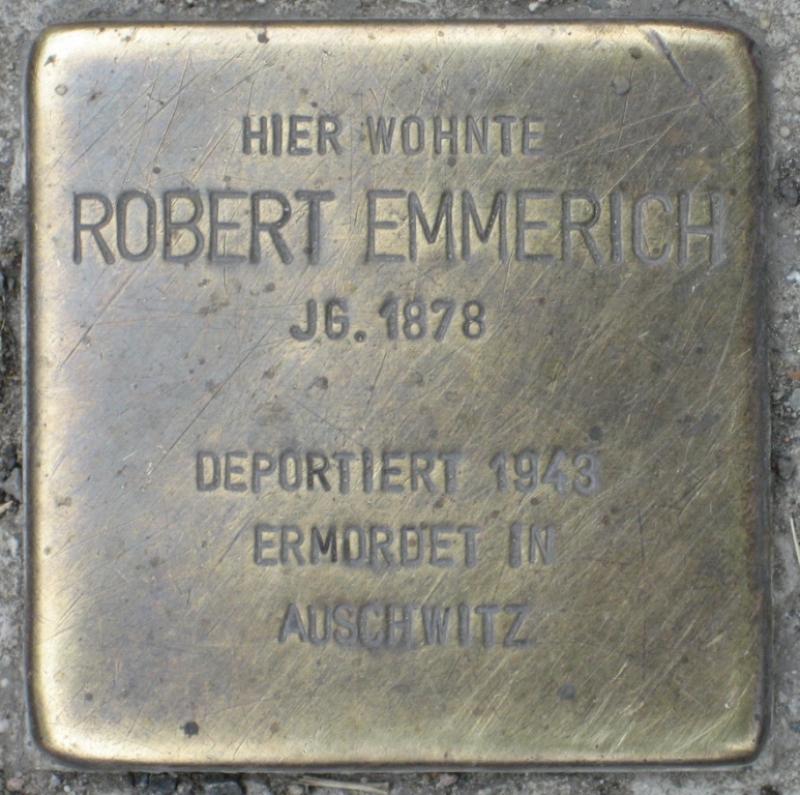 HIER WOHNTE
ROBERT EMMERICH
JG. 1878
DEPORTIERT 1943
ERMORDET IN
AUSCHWITZ